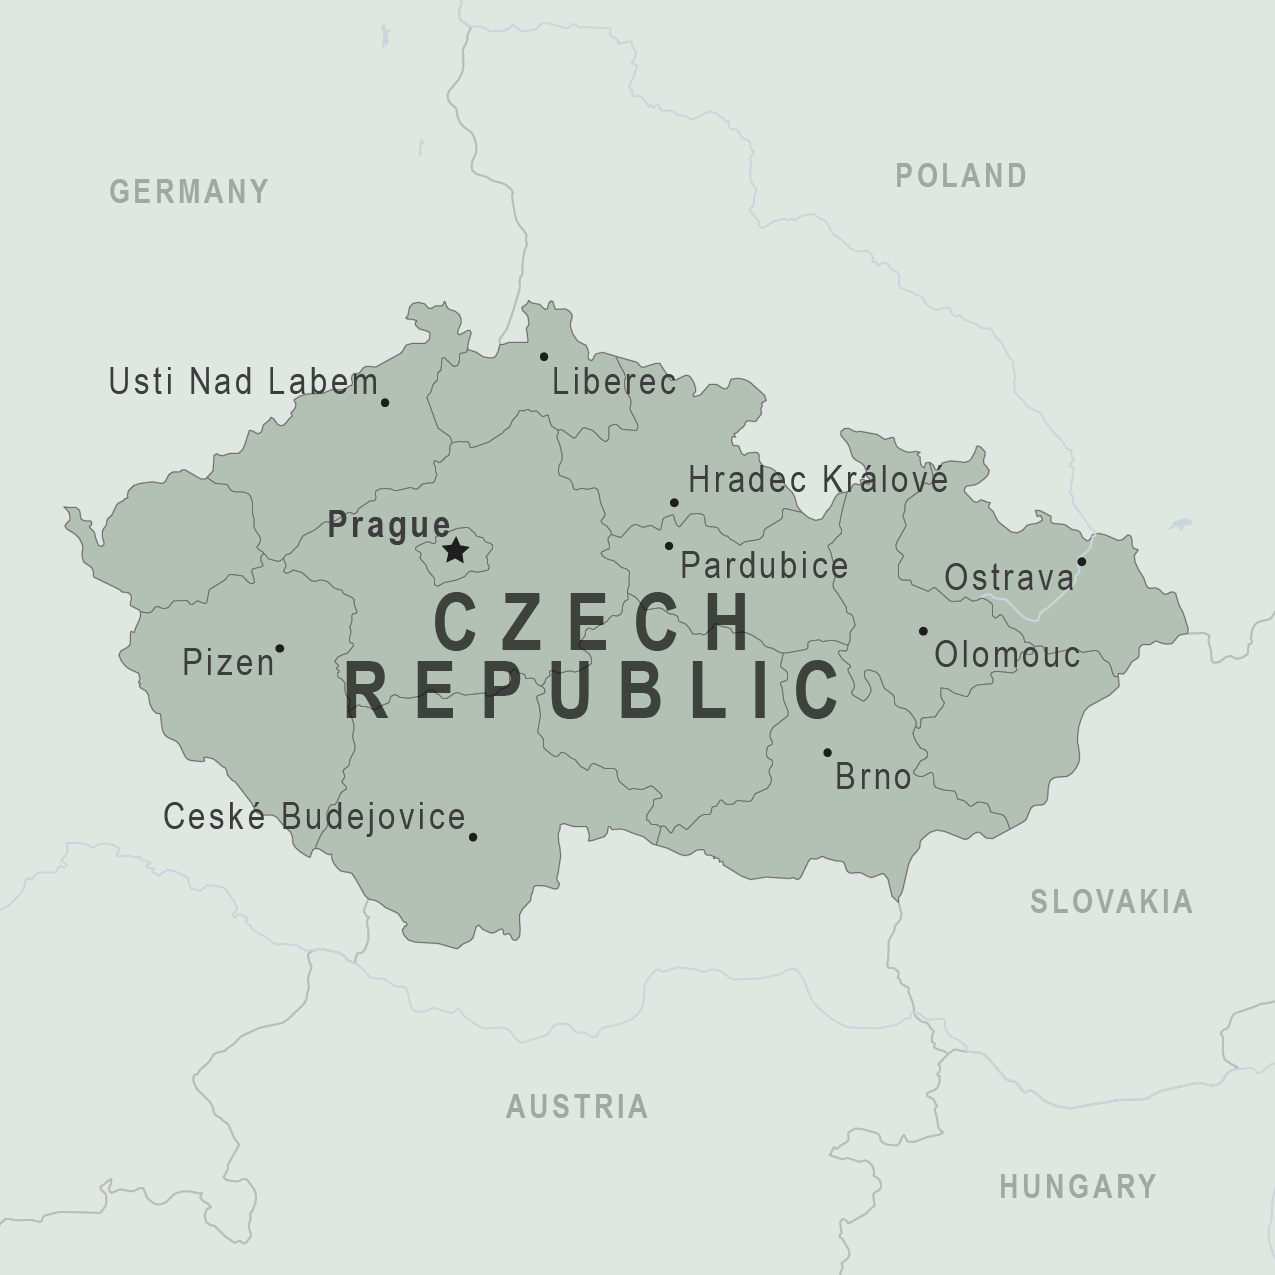 POLAND
GERMANY
Usti Nad Labem
Liberec
Hradec Králové
Prague
Pardubice
Ostrava
CZECH
REPUBLIC
Olomouc
Pizen
Brno
Ceské Budejovice
SLOVAKIA
AUSTRIA
HUNGARY